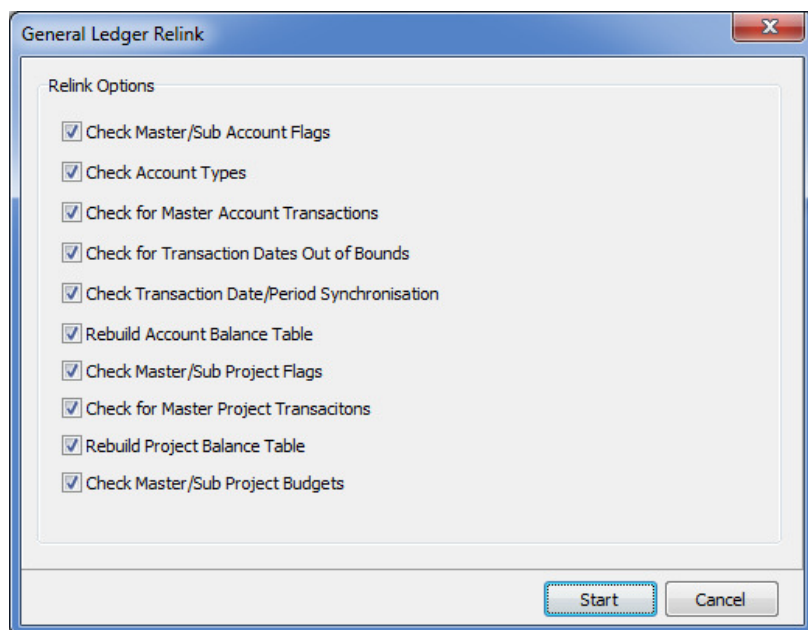 General Ledger Relink
Relink Options
Check Master/Sub Account Flags
Check Account Types
Check for Master Account Transactions
Check for Transaction Dates Out of Bounds
Check Transaction Date/Period Synchronisation
Rebuild Account Balance Table
Check Master/Sub Project Flags
Check for Master Project Transacitons
Rebuild Project Balance Table
Check Master/Sub Project Budgets
Start Cancel